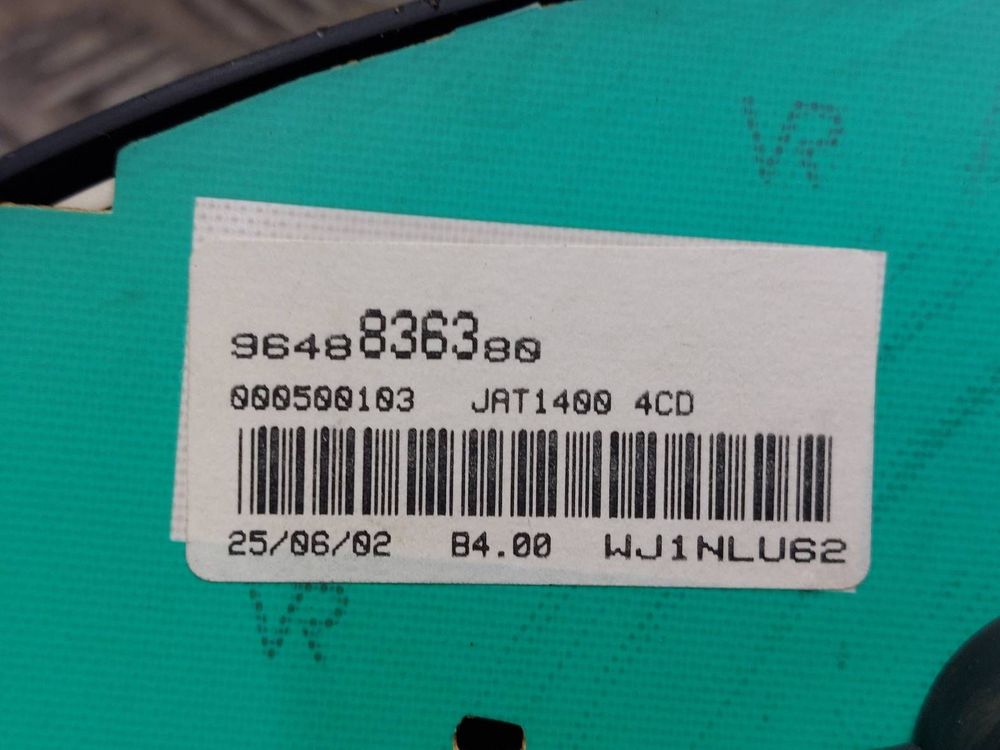 VR
9648836380
000500103 JAT1400 4CD
25/06/02 B4.00 WJ1NLU62
VR